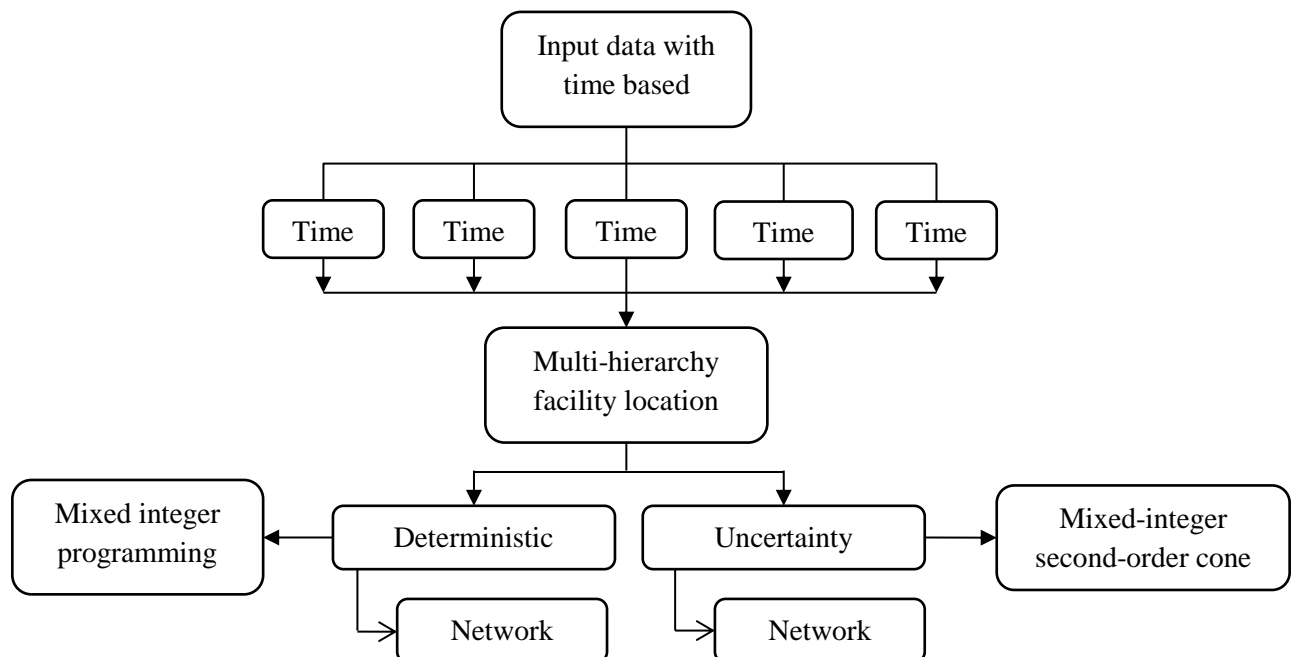 Input data with
time based
Time
Time
Time
Time
Time
Multi-hierarchy
facility location
Mixed integer
programming
Deterministic
Uncertainty
Mixed-integer
second-order cone
Network
Network